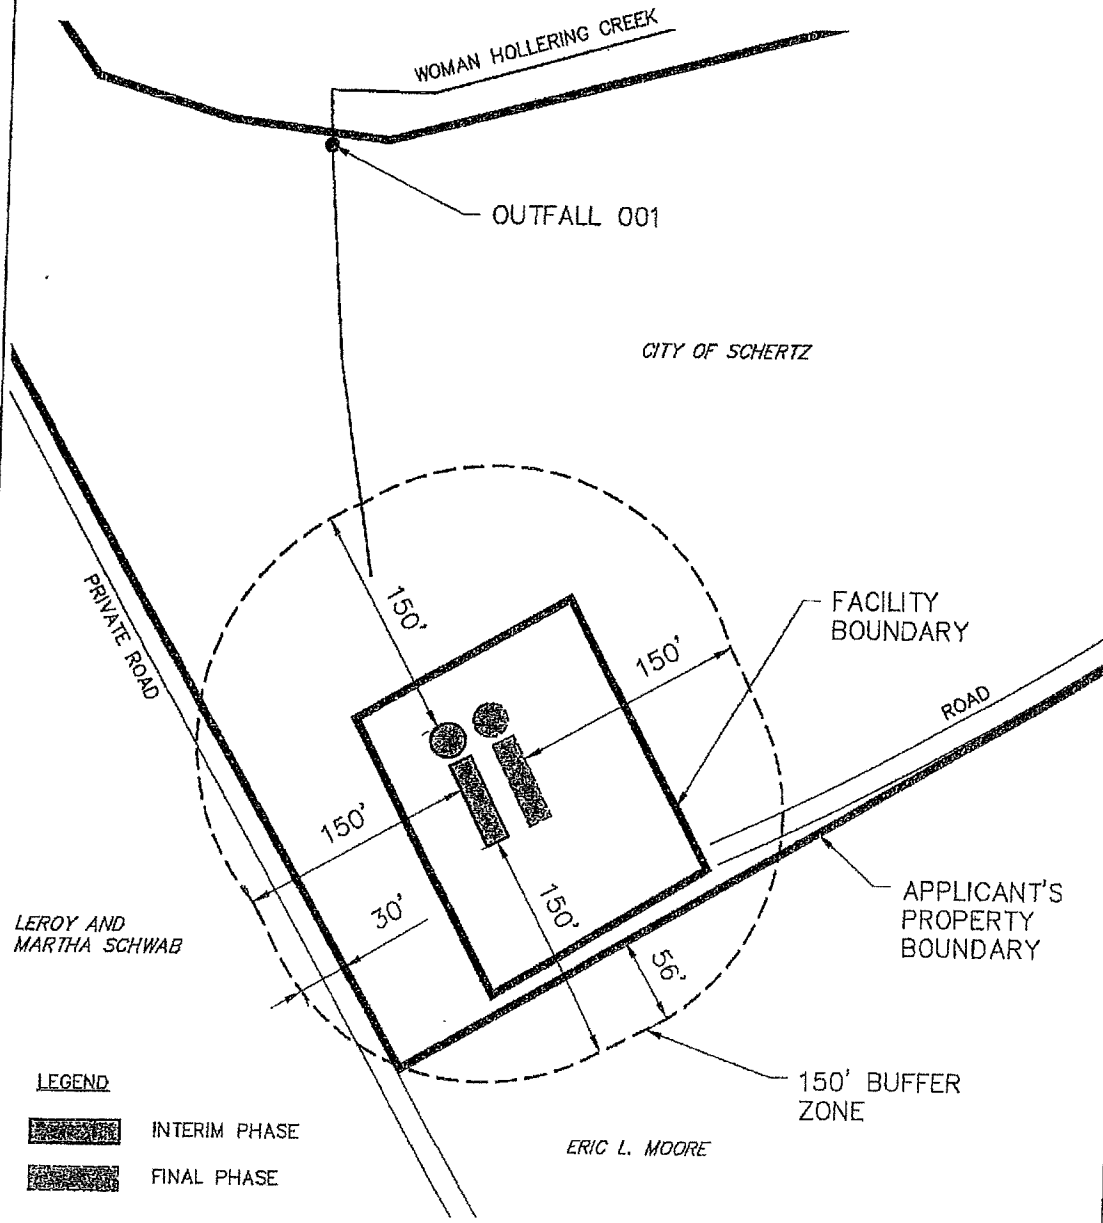 WOMAN HOLLERING CREEK
OUTFALL 001
CITY OF SCHERTZ
PRIVATE ROAD
150'
FACILITY
BOUNDARY
150'
ROAD
150'
150'
30'
56'
APPLICANT'S
PROPERTY
BOUNDARY
LEROY AND
MARTHA SCHWAB
150' BUFFER
ZONE
LEGEND
INTERIM PHASE
FINAL PHASE
ERIC L. MOORE